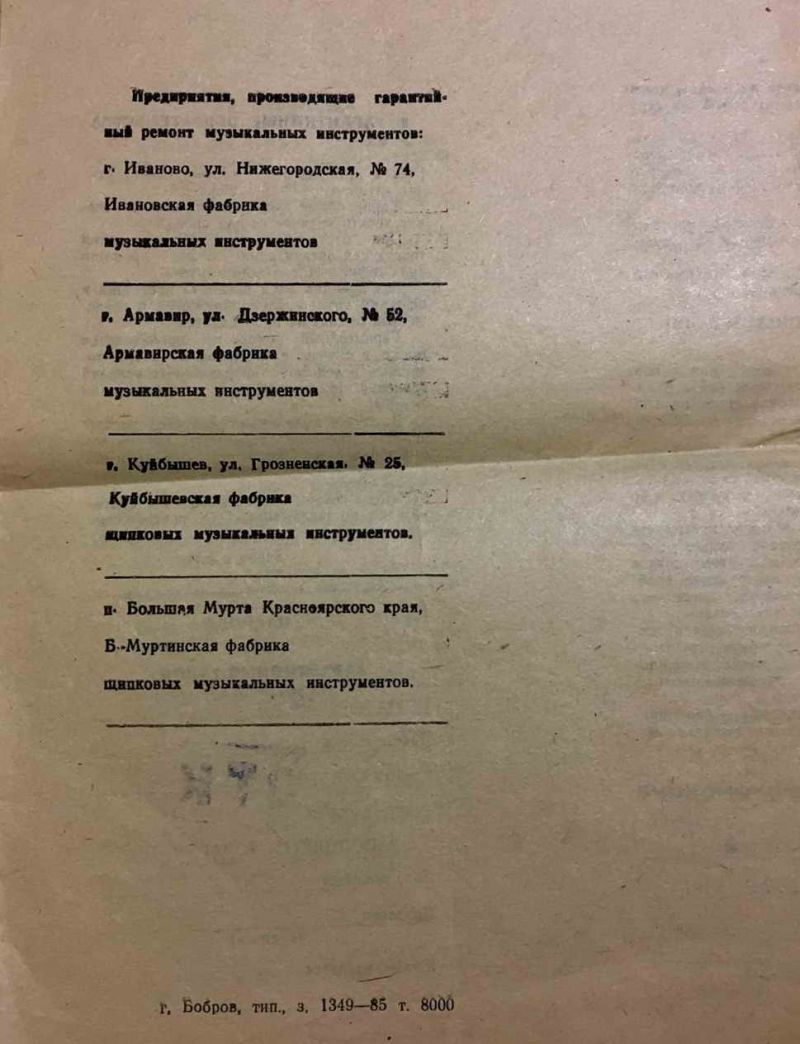 Предприятия, производящие гарантий-
ный ремонт музыкальных инструментов:
г. Иваново, ул. Нижегородская, № 74,
Ивановская фабрика
музыкальных инструментов
г. Армавир, ул. Дзержинского, № 52,
Армавирская фабрика
музыкальных инструментов
г. Куйбышев, ул. Грозненская, № 25,
Куйбышевская фабрика
щипковых музыкальных инструментов.
п. Большая Мурта Красноярского края,
Б.-Муртинская фабрика
щипковых музыкальных инструментов.
г. Бобров, тип., з. 1349—85 т. 8000